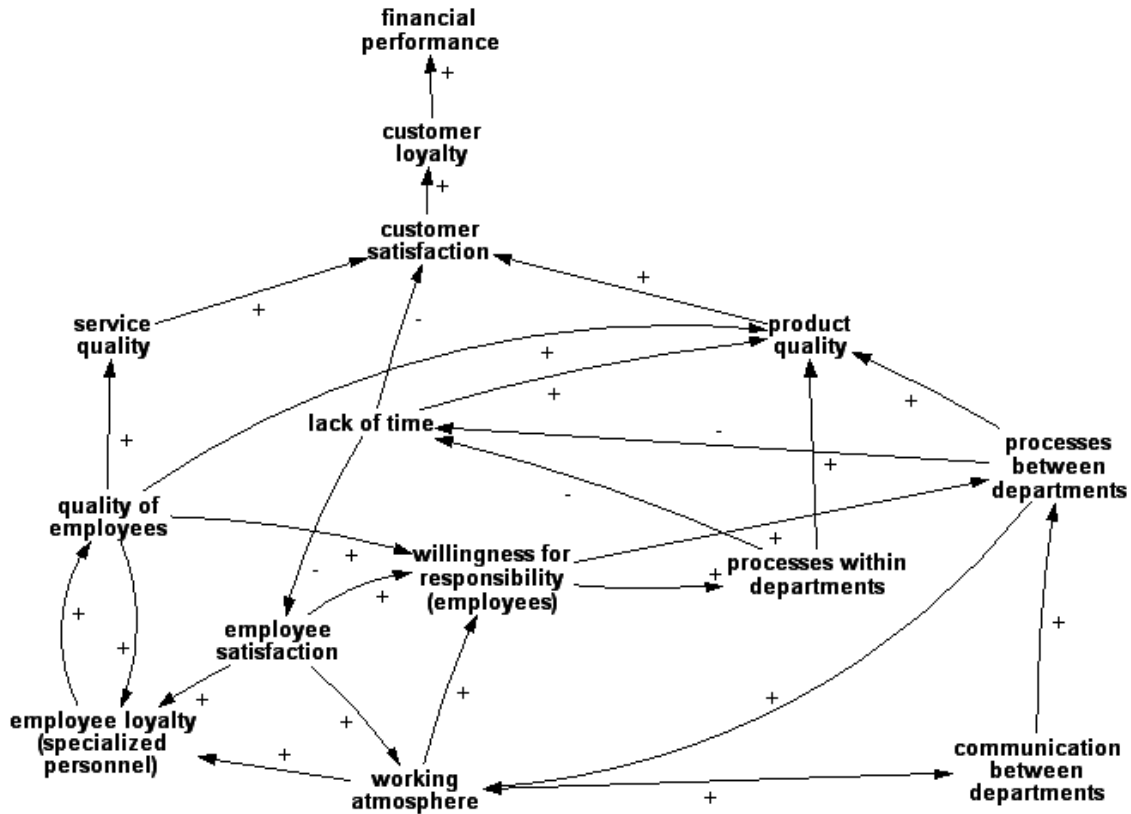 financial
performance
+
customer
loyalty
+
customer
satisfaction
+
+
service
quality
-
product
quality
+
+
+
lack of time
-
processes
between
departments
+
+
-
quality of
employees
+
willingness for
responsibility
(employees)
+
-
+
+
processes within
departments
+
+
employee
satisfaction
+
+
+
+
+
+
employee loyalty
(specialized
personnel)
+
working
atmosphere
communication
between
departments
+